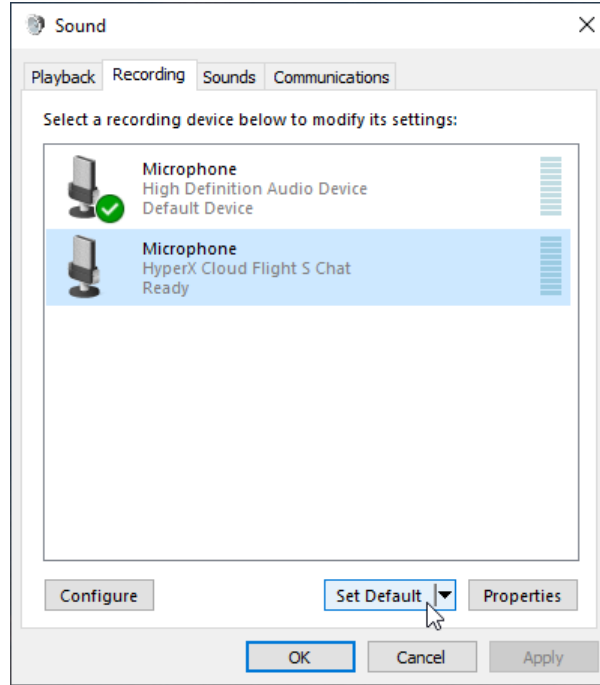 Sound
Playback Recording Sounds Communications
Select a recording device below to modify its settings:
Microphone
High Definition Audio Device
Default Device
Microphone
HyperX Cloud Flight S Chat
Ready
Configure Set Default Properties
OK Cancel Apply